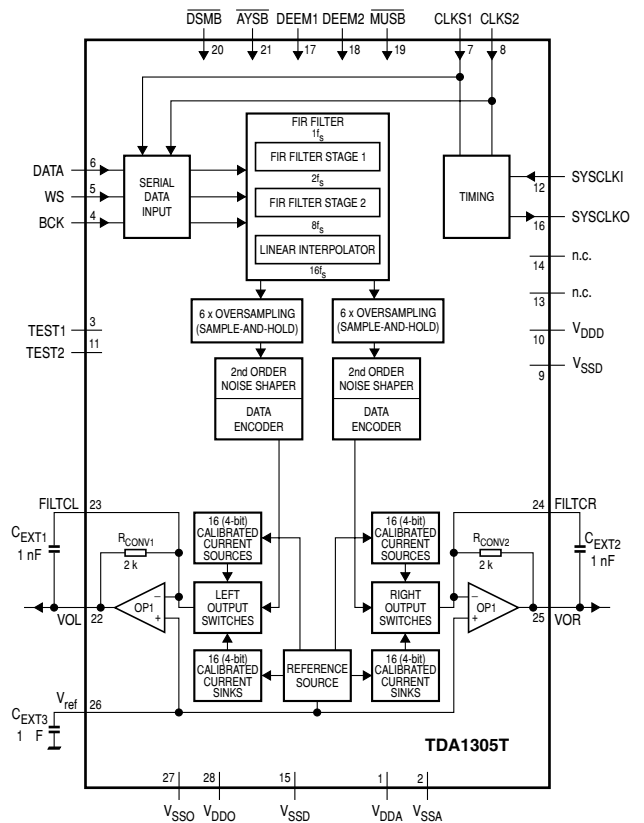 DSMB AYSB DEEM1 DEEM2 MUSB CLKS1 CLKS2
20 21 17 18 19 7 8
FIR FILTER
1fs
FIR FILTER STAGE 1
2fs
FIR FILTER STAGE 2
8fs
LINEAR INTERPOLATOR
16fs
DATA 6
WS 5
BCK 4
SERIAL
DATA
INPUT
TIMING
12 SYSCLKI
16 SYSCLKO
14 n.c.
13 n.c.
10 VDDD
9 VSSD
TEST1 3
TEST2 11
6 x OVERSAMPLING
(SAMPLE-AND-HOLD)
6 x OVERSAMPLING
(SAMPLE-AND-HOLD)
2nd ORDER
NOISE SHAPER
DATA
ENCODER
2nd ORDER
NOISE SHAPER
DATA
ENCODER
FILTCL 23
CEXT1
1 nF
RCONV1
2 k
OP1
−
+
VOL 22
16 (4-bit)
CALIBRATED
CURRENT
SOURCES
LEFT
OUTPUT
SWITCHES
16 (4-bit)
CALIBRATED
CURRENT
SINKS
REFERENCE
SOURCE
16 (4-bit)
CALIBRATED
CURRENT
SOURCES
RIGHT
OUTPUT
SWITCHES
16 (4-bit)
CALIBRATED
CURRENT
SINKS
24 FILTCR
RCONV2
2 k
CEXT2
1 nF
−
+
OP1
25 VOR
Vref 26
CEXT3
1 F
TDA1305T
27 28 15 1 2
VSSO VDDO VSSD VDDA VSSA